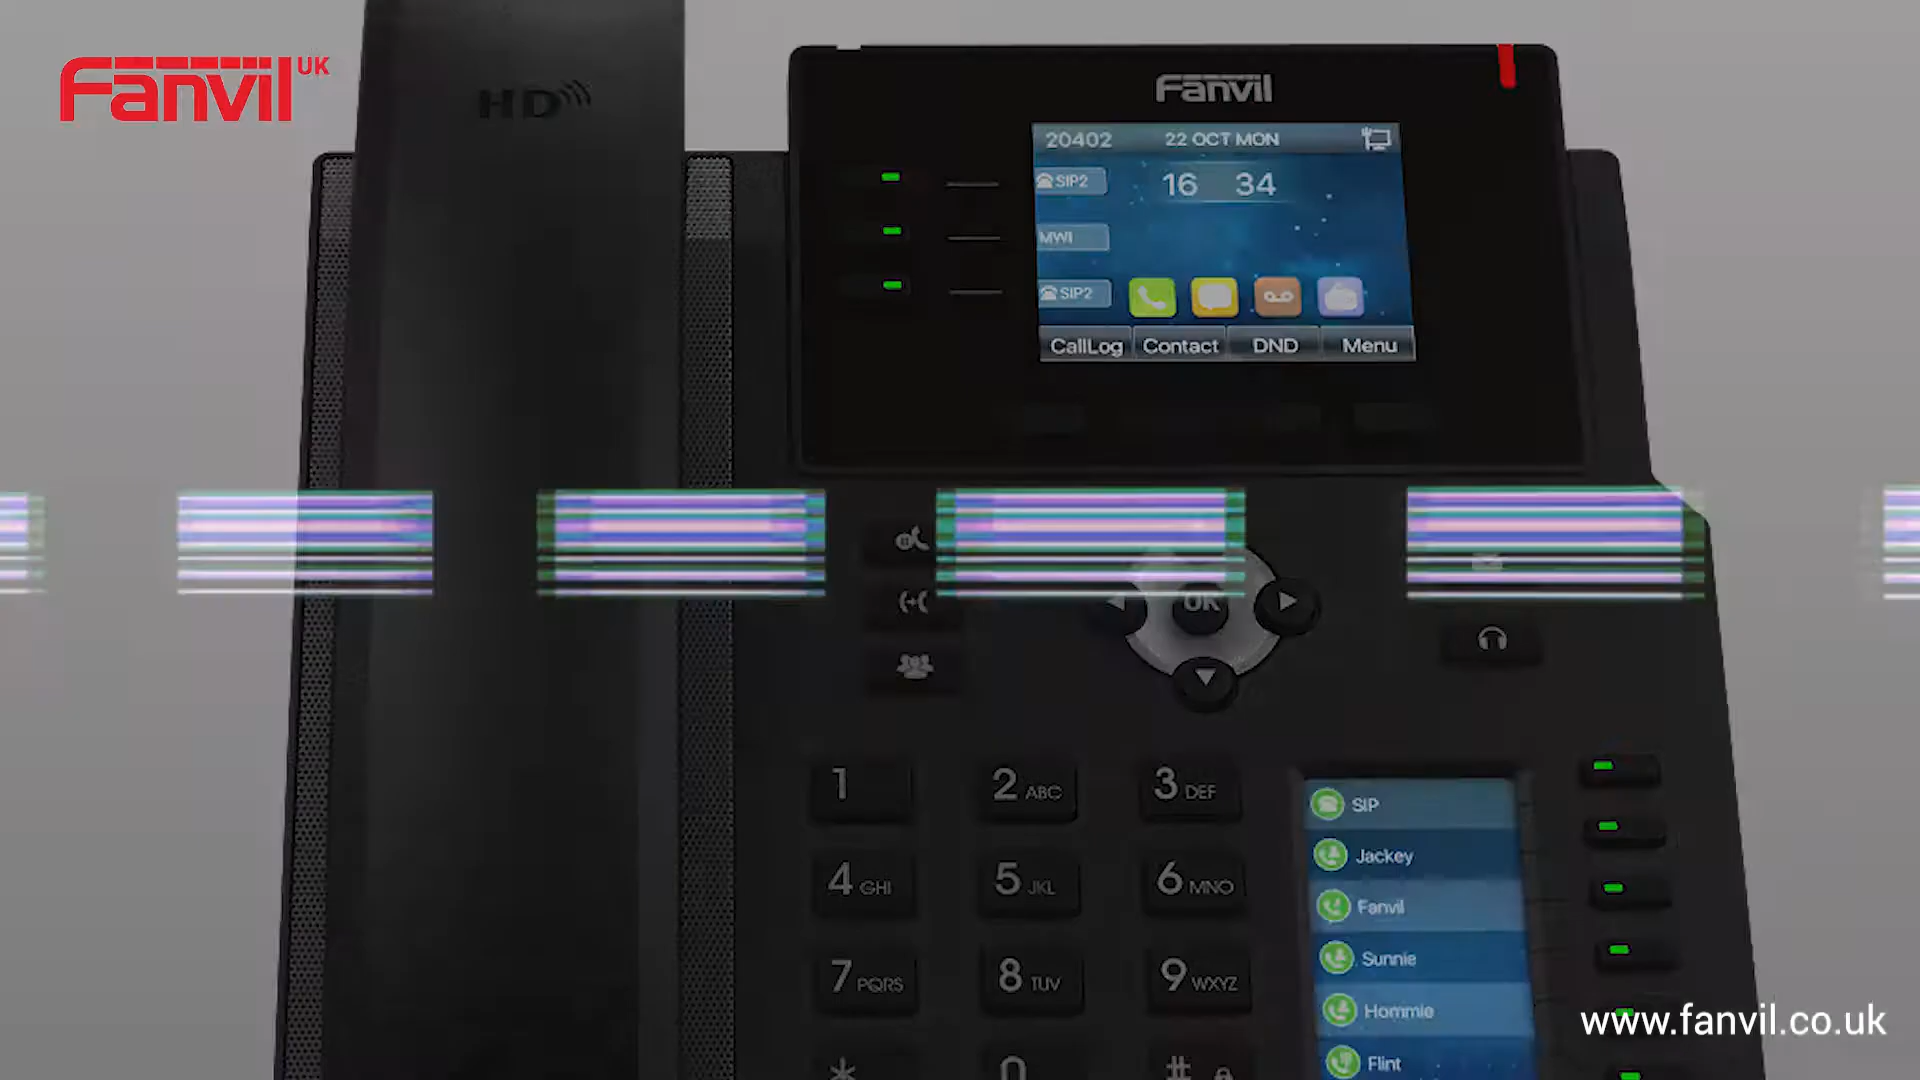 Fanvil UK
HD
Fanvil
20402 22 OCT MON
SIP2 16 34
MWI
SIP2
CallLog Contact DND Menu
OK
1 2 ABC 3 DEF
4 GHI 5 JKL 6 MNO
7 PQRS 8 TUV 9 WXYZ
* 0 #
SIP
Jackey
Fanvil
Sunnie
Hommie
Flint
www.fanvil.co.uk